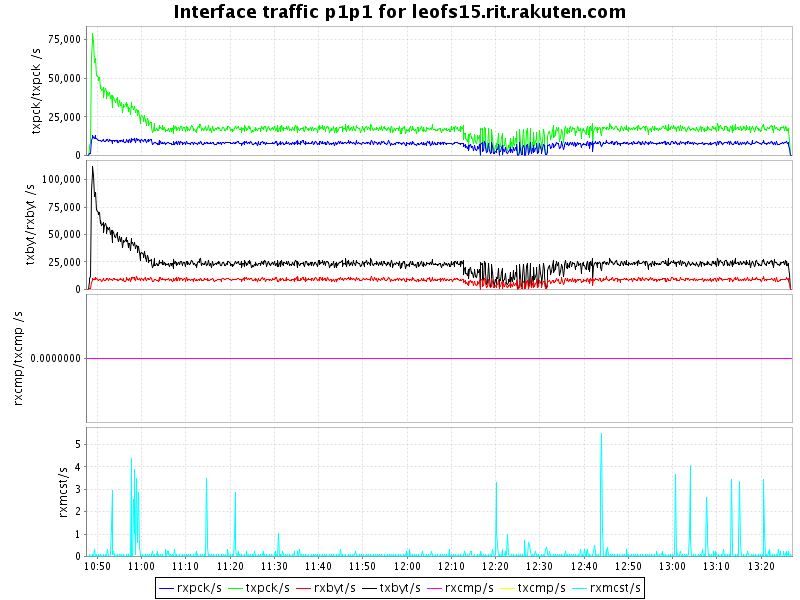 Interface traffic p1p1 for leofs15.rit.rakuten.com
txpck/txpck /s
75,000
50,000
25,000
0
txbyt/rxbyt /s
100,000
75,000
50,000
25,000
0
rxcmp/txcmp /s
0.0000000
rxmcst/s
5
4
3
2
1
0
10:50 11:00 11:10 11:20 11:30 11:40 11:50 12:00 12:10 12:20 12:30 12:40 12:50 13:00 13:10 13:20
rxpck/s txpck/s rxbyt/s txbyt/s rxcmp/s txcmp/s rxmcst/s